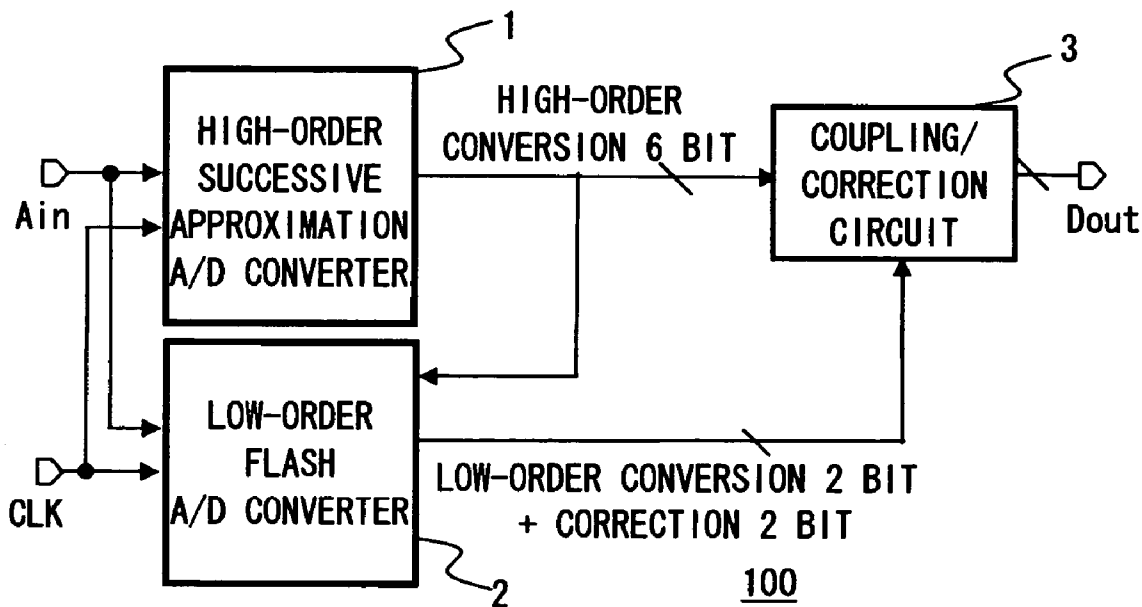 1
HIGH-ORDER
SUCCESSIVE
APPROXIMATION
A/D CONVERTER
HIGH-ORDER
CONVERSION 6 BIT
3
COUPLING/
CORRECTION
CIRCUIT
Ain
Dout
LOW-ORDER
FLASH
A/D CONVERTER
CLK
LOW-ORDER CONVERSION 2 BIT
+ CORRECTION 2 BIT
2
100